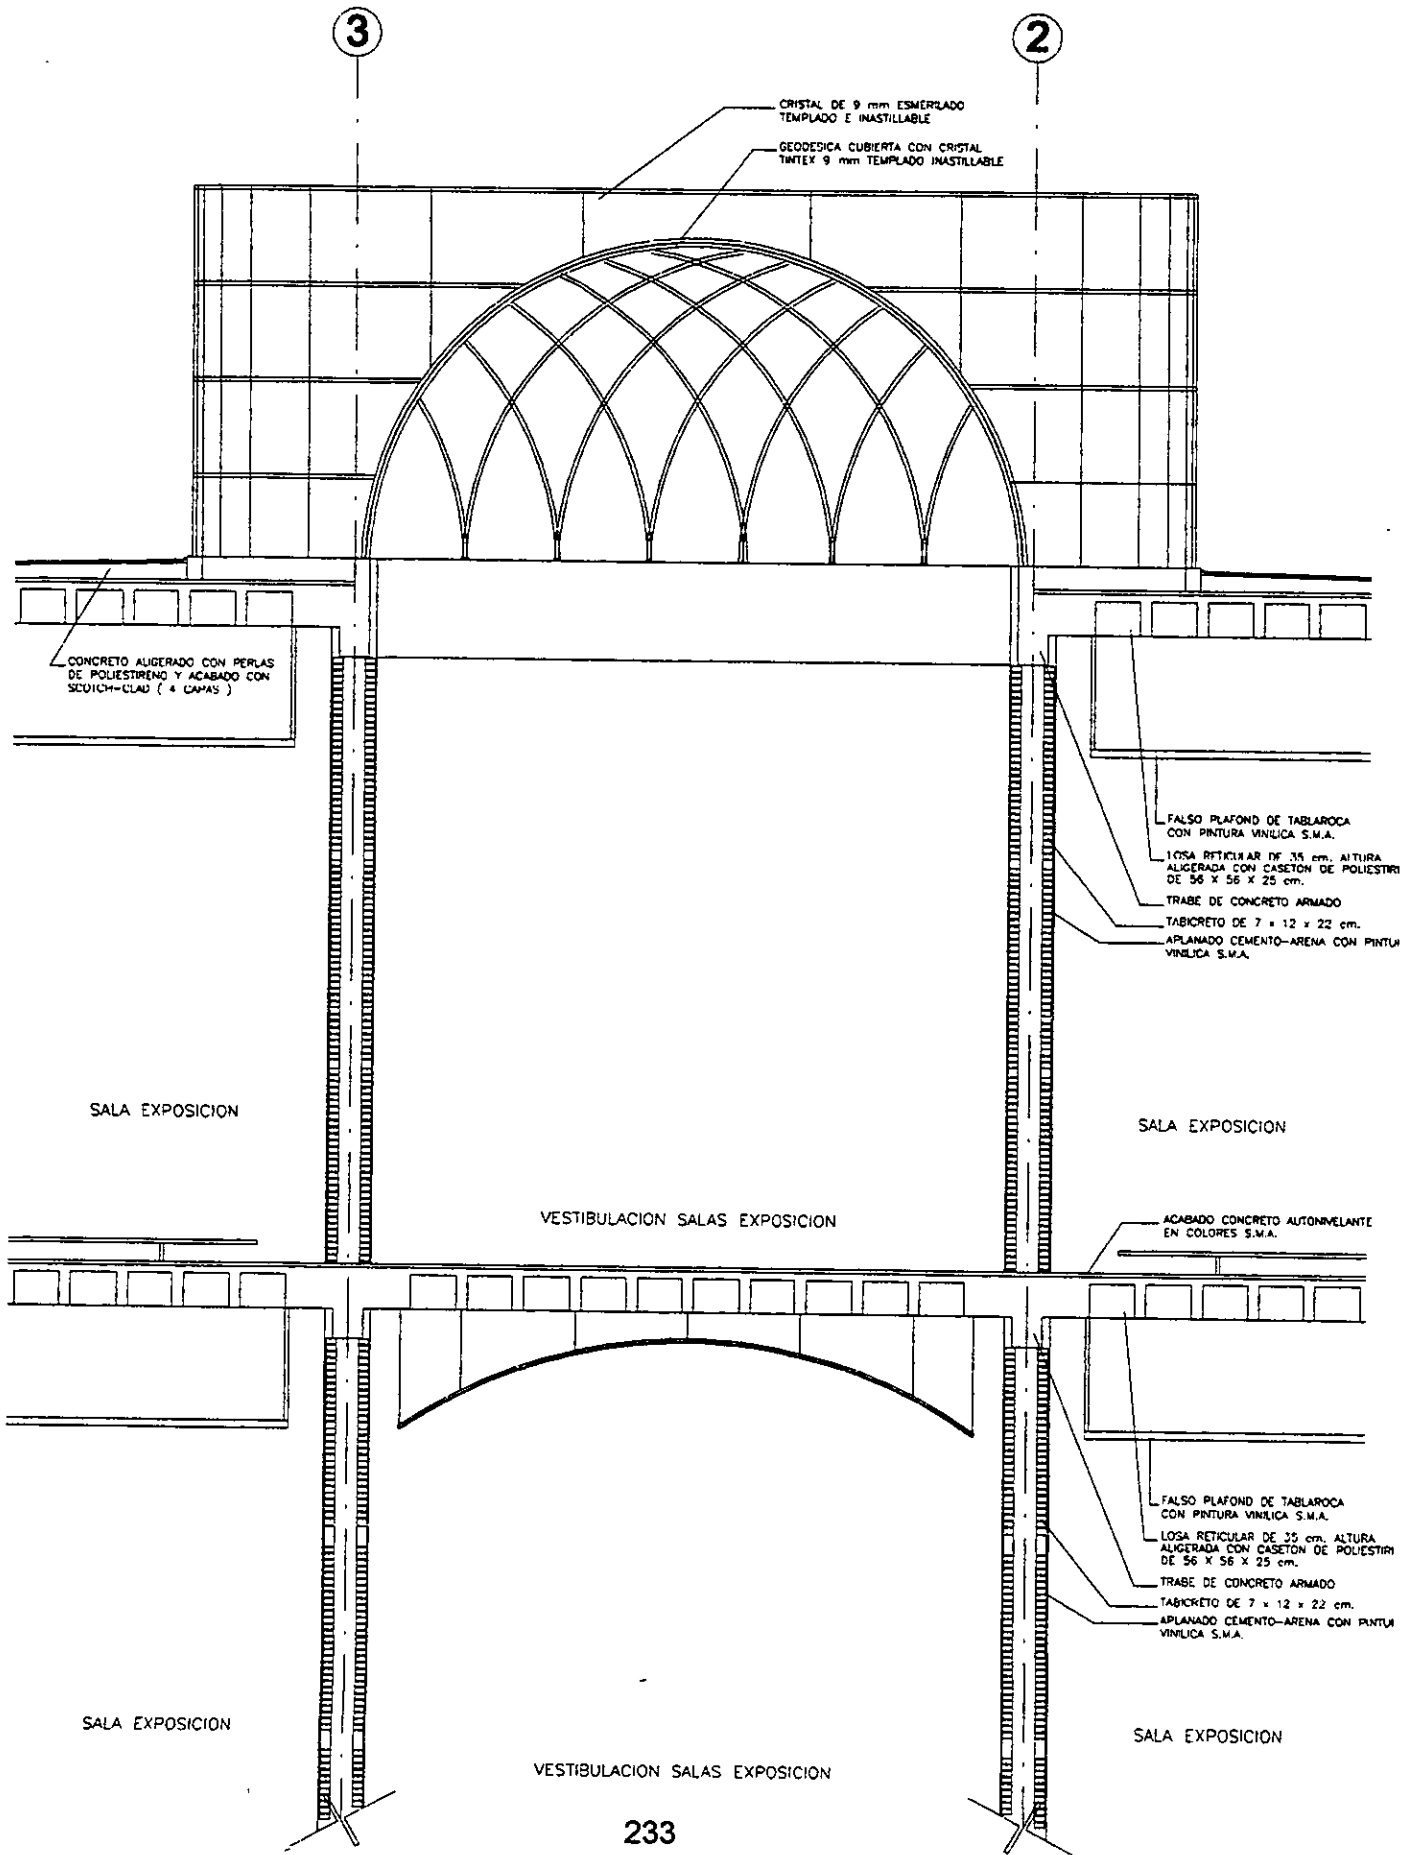 3
2
CRISTAL DE 9 mm ESMERILADO
TEMPLADO E INASTILLABLE
GEODESICA CUBIERTA CON CRISTAL
TINTEX 9 mm TEMPLADO INASTILLABLE
CONCRETO ALIGERADO CON PERLAS
DE POLIESTIRENO Y ACABADO CON
SCOTCH-CLAD ( 4 CAPAS )
FALSO PLAFOND DE TABLAROCA
CON PINTURA VINILICA S.M.A.
LOSA RETICULAR DE 35 cm. ALTURA
ALIGERADA CON CASETON DE POLIESTIRI
DE 56 X 56 X 25 cm.
TRABE DE CONCRETO ARMADO
TABICRETO DE 7 x 12 x 22 cm.
APLANADO CEMENTO-ARENA CON PINTUI
VINILICA S.M.A.
SALA EXPOSICION
SALA EXPOSICION
VESTIBULACION SALAS EXPOSICION
ACABADO CONCRETO AUTONIVELANTE
EN COLORES S.M.A.
FALSO PLAFOND DE TABLAROCA
CON PINTURA VINILICA S.M.A.
LOSA RETICULAR DE 35 cm. ALTURA
ALIGERADA CON CASETON DE POLIESTIRI
DE 56 X 56 X 25 cm.
TRABE DE CONCRETO ARMADO
TABICRETO DE 7 x 12 x 22 cm.
APLANADO CEMENTO-ARENA CON PINTUI
VINILICA S.M.A.
SALA EXPOSICION
SALA EXPOSICION
VESTIBULACION SALAS EXPOSICION
233